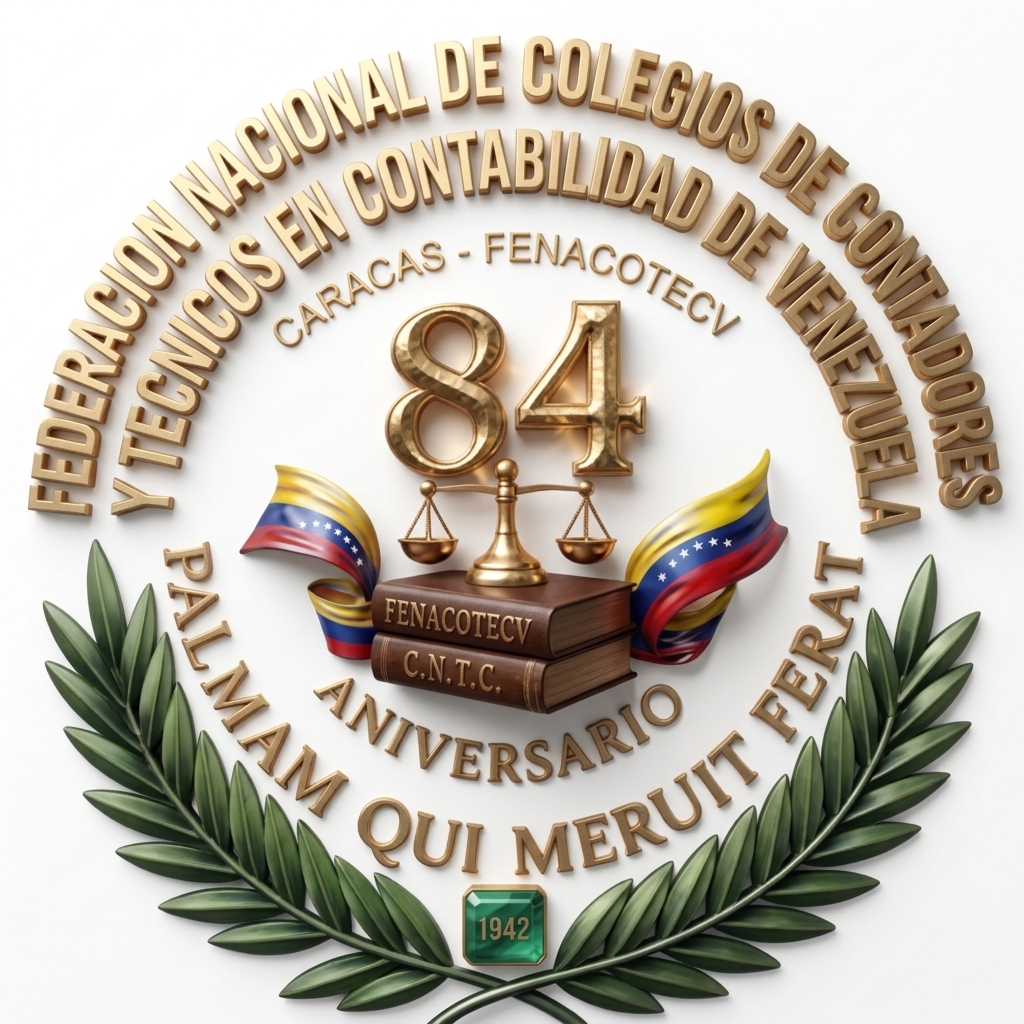 FEDERACION NACIONAL DE COLEGIOS DE CONTADORES
Y TECNICOS EN CONTABILIDAD DE VENEZUELA
CARACAS - FENACOTECV
84
FENACOTECV
C.N.T.C.
ANIVERSARIO
PALMAM QUI MERUIT FERAT
1942